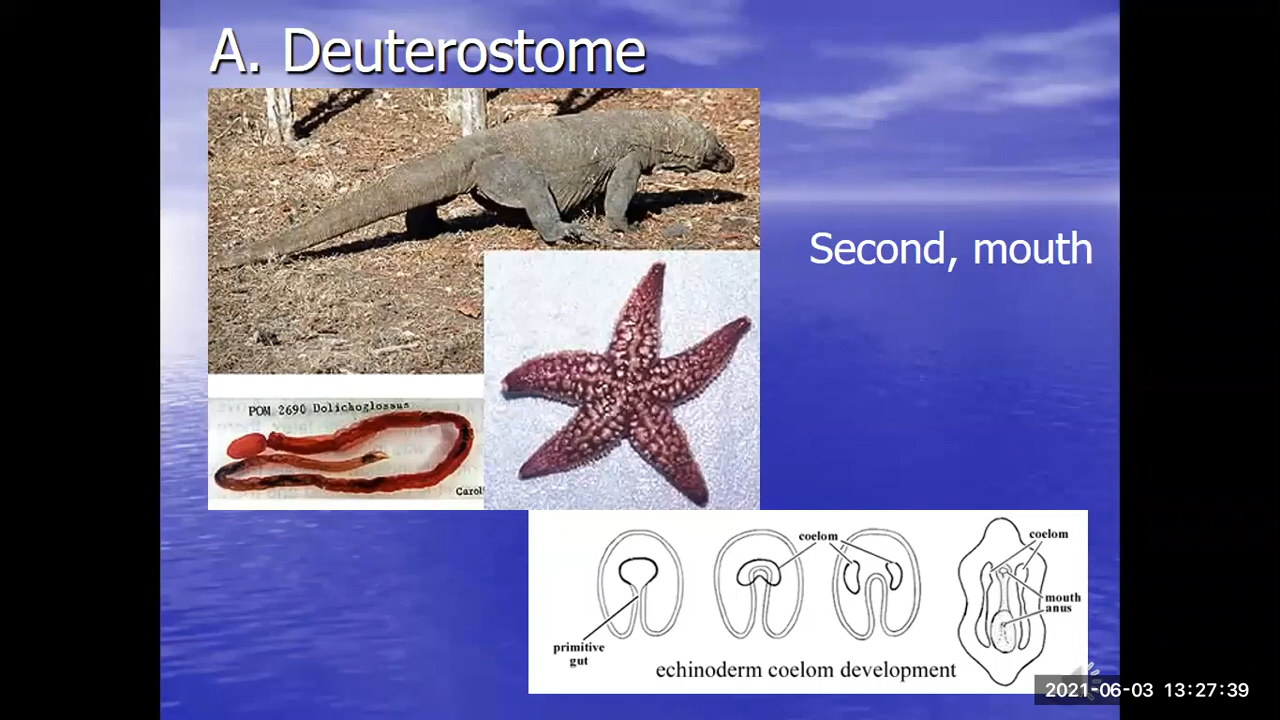 A. Deuterostome
Second, mouth
POM 2690 Dolichoglossus
Carol
coelom
coelom
mouth
anus
primitive
gut
echinoderm coelom development
2021-06-03 13:27:39